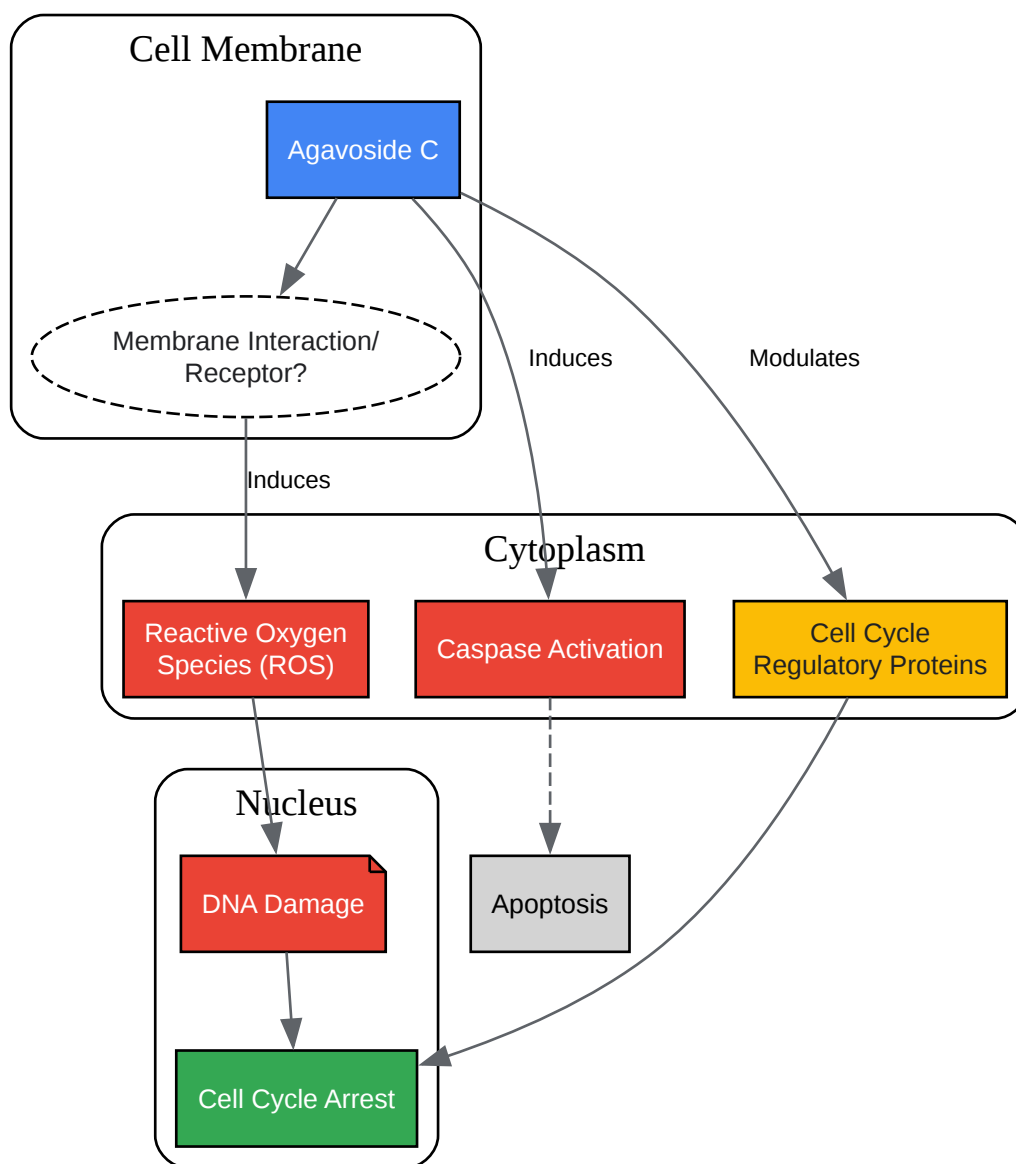 Cell Membrane
Agavoside C
Membrane Interaction/
Receptor?
Induces
Modulates
Induces
Cytoplasm
Reactive Oxygen
Species (ROS)
Caspase Activation
Cell Cycle
Regulatory Proteins
Nucleus
DNA Damage
Apoptosis
Cell Cycle Arrest